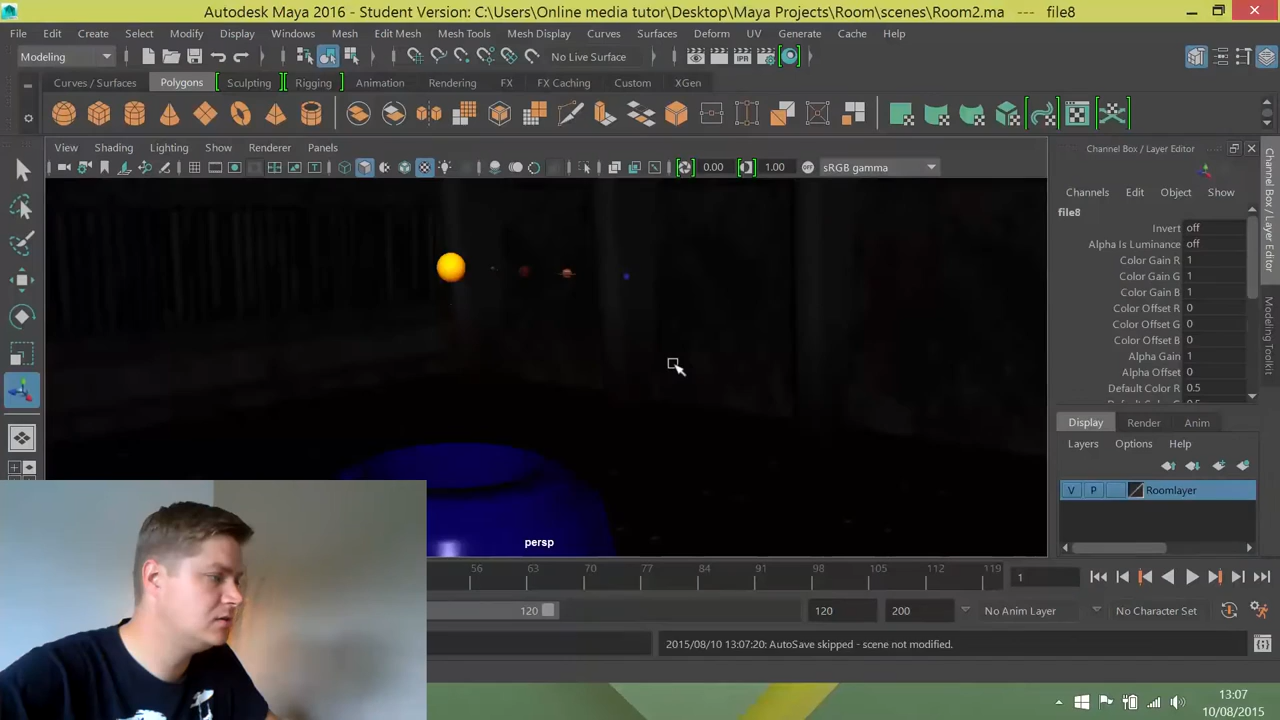 Autodesk Maya 2016 - Student Version: C:\Users\Online media tutor\Desktop\Maya Projects\Room\scenes\Room2.ma --- file8
File Edit Create Select Modify Display Windows Mesh Edit Mesh Mesh Tools Mesh Display Curves Surfaces Deform UV Generate Cache Help
Modeling
IPR
No Live Surface
Curves / Surfaces Polygons Sculpting Rigging Animation Rendering FX FX Caching Custom XGen
View Shading Lighting Show Renderer Panels
0.00 1.00 sRGB gamma
Channel Box / Layer Editor
Channels Edit Object Show
file8
Invert off
Alpha Is Luminance off
Color Gain R 1
Color Gain G 1
Color Gain B 1
Color Offset R 0
Color Offset G 0
Color Offset B 0
Alpha Gain 1
Alpha Offset 0
Default Color R 0.5
Channel Box / Layer Editor
Modeling Toolkit
Display Render Anim
Layers Options Help
V P Roomlayer
persp
56 63 70 77 84 91 98 105 112 119
1
120 120 200 No Anim Layer No Character Set
2015/08/10 13:07:20: AutoSave skipped - scene not modified.
13:07
10/08/2015